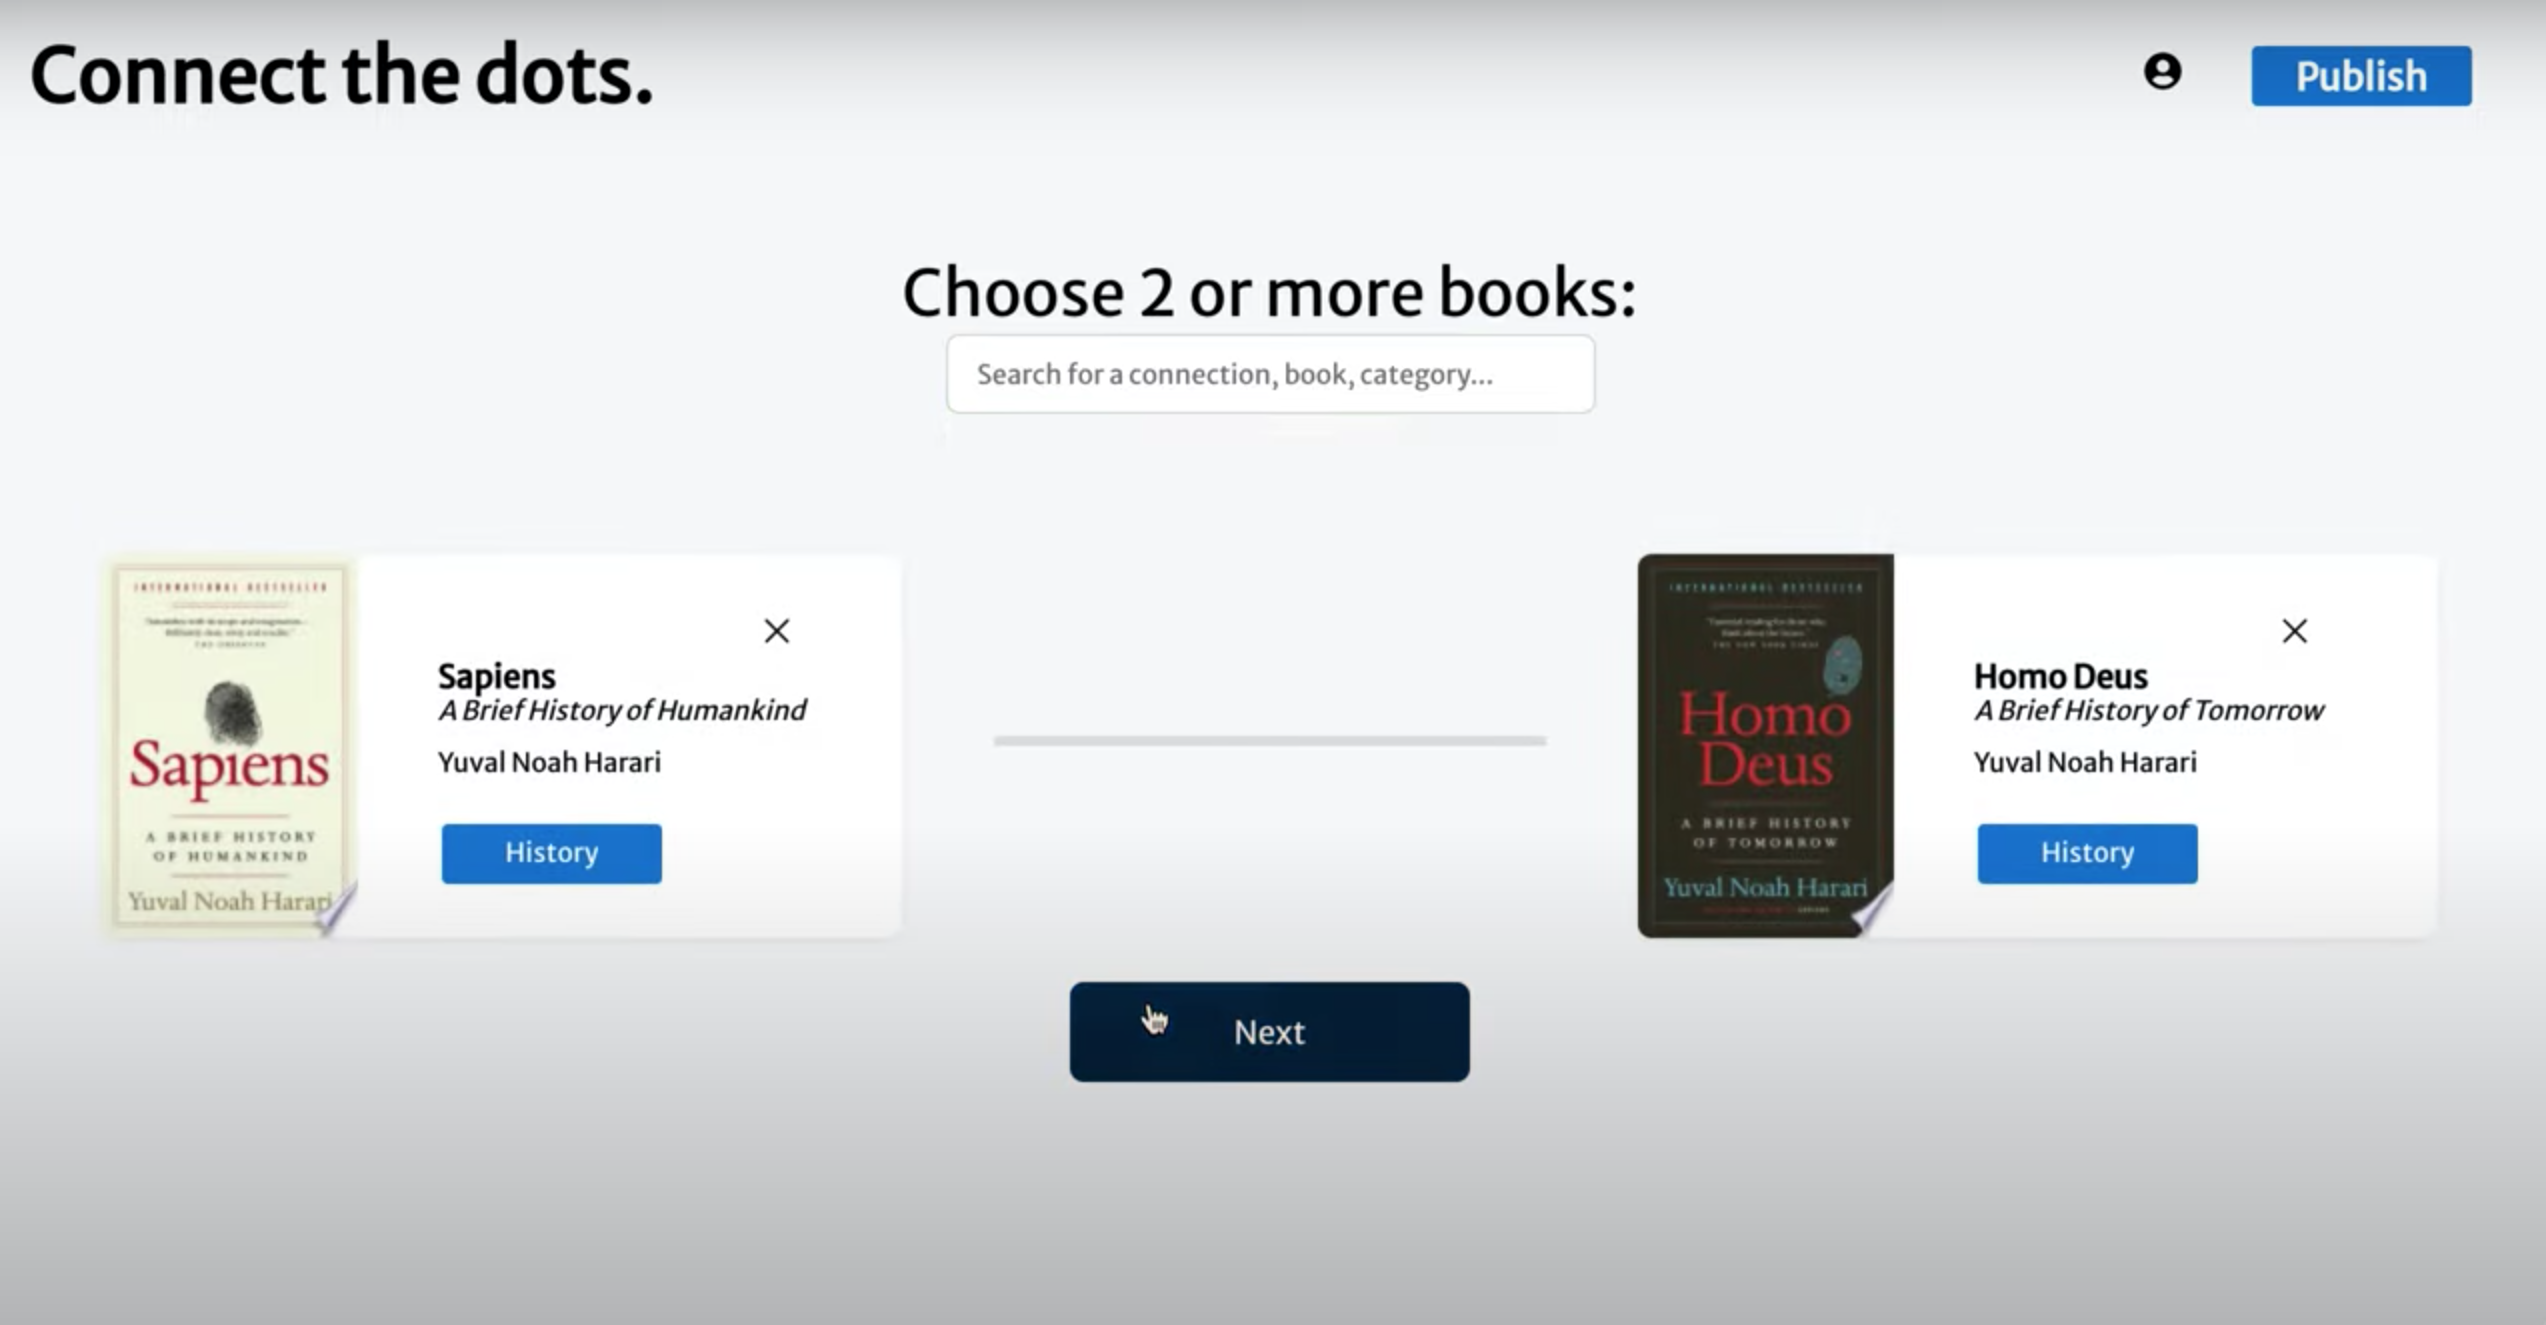 Connect the dots.
Publish
Choose 2 or more books:
Search for a connection, book, category...
INTERNATIONAL BESTSELLER
Sapiens
A BRIEF HISTORY
OF HUMANKIND
Yuval Noah Harari
Sapiens
A Brief History of Humankind
Yuval Noah Harari
History
INTERNATIONAL BESTSELLER
Homo
Deus
A BRIEF HISTORY
OF TOMORROW
Yuval Noah Harari
Homo Deus
A Brief History of Tomorrow
Yuval Noah Harari
History
Next